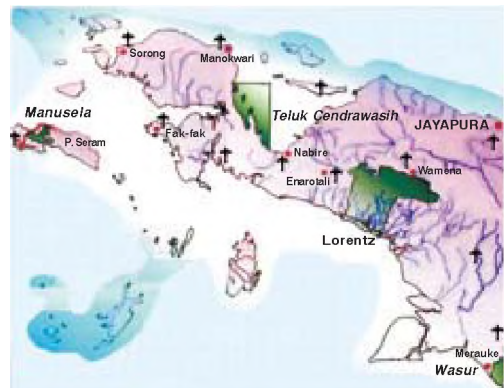 Sorong
Manokwari
Manusela
P. Seram
Fak-fak
Teluk Cendrawasih
JAYAPURA
Nabire
Enarotali
Wamena
Lorentz
Merauke
Wasur